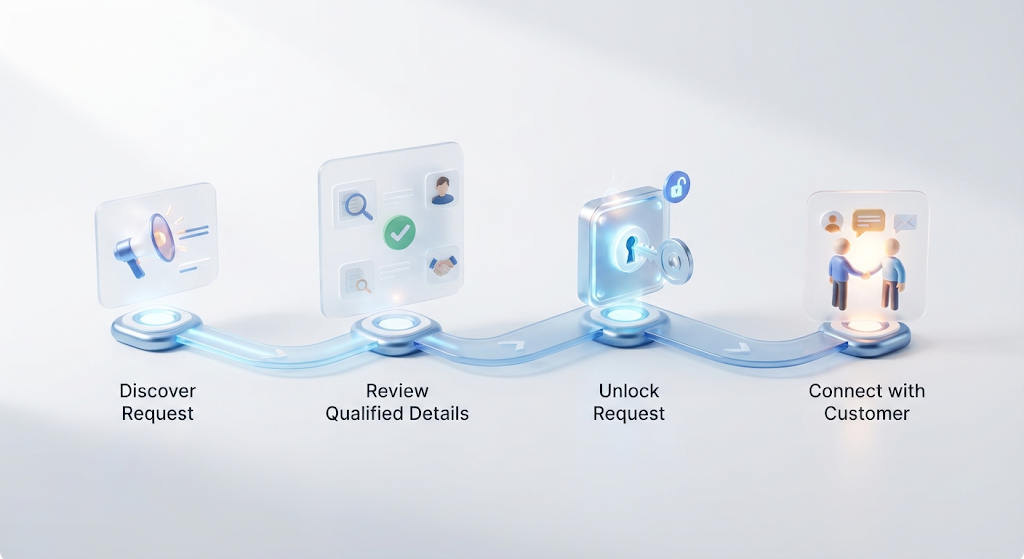 Discover
Request
Review
Qualified Details
Unlock
Request
Connect with
Customer